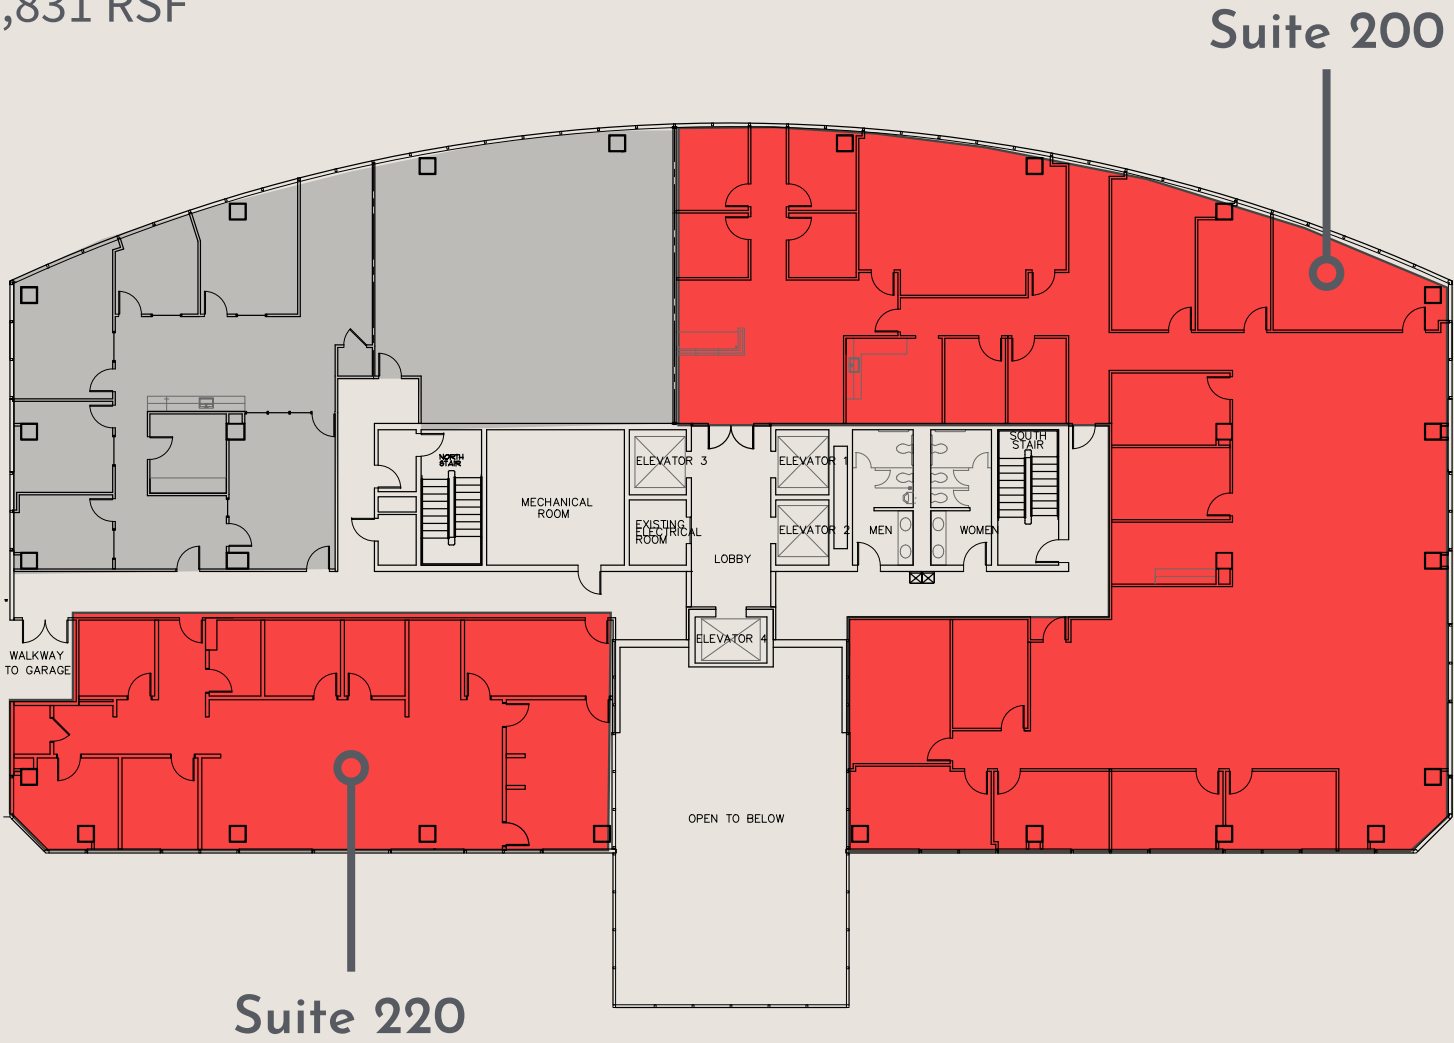 ,831 RSF
Suite 200
NORTH
STAIR
SOUTH
STAIR
ELEVATOR 3
ELEVATOR 1
MECHANICAL
ROOM
EXISTING
ELECTRICAL
ROOM
ELEVATOR 2
MEN
WOMEN
LOBBY
ELEVATOR 4
WALKWAY
TO GARAGE
OPEN TO BELOW
Suite 220